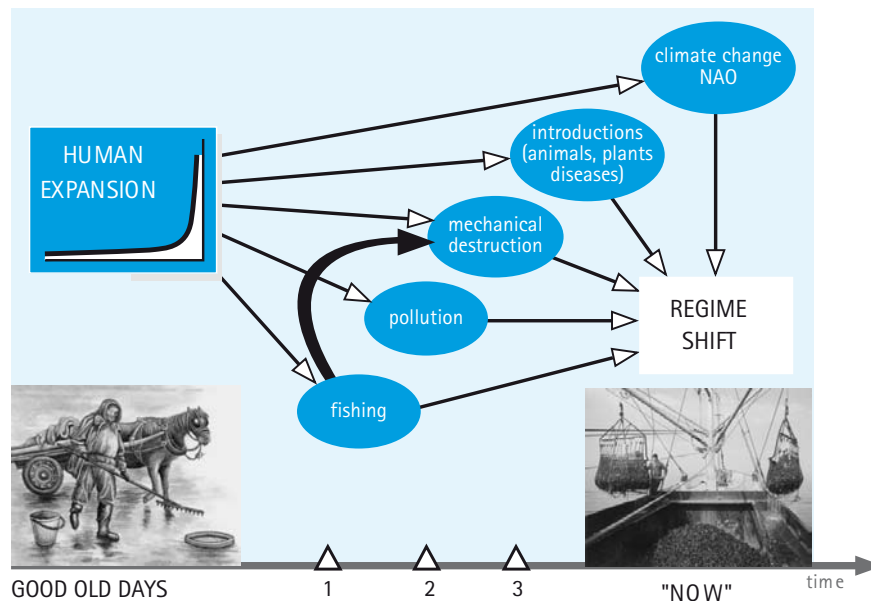 climate change
NAO
introductions
(animals, plants
diseases)
HUMAN
EXPANSION
mechanical
destruction
pollution
REGIME
SHIFT
fishing
GOOD OLD DAYS
1
2
3
"NOW"
time